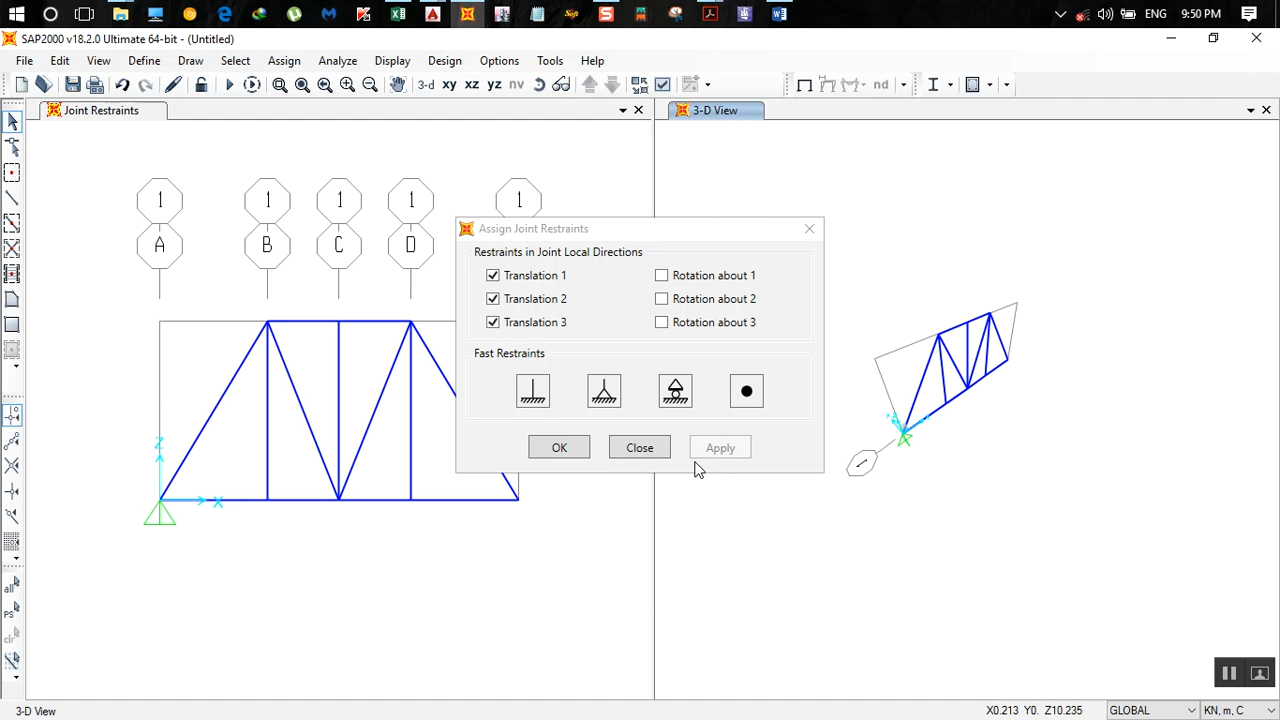 ENG 9:50 PM
SAP2000 v18.2.0 Ultimate 64-bit - (Untitled)
File Edit View Define Draw Select Assign Analyze Display Design Options Tools Help
3-d xy xz yz nv nd
Joint Restraints
3-D View
1 1 1 1 1
A B C D
Assign Joint Restraints
Restraints in Joint Local Directions
Translation 1 Rotation about 1
Translation 2 Rotation about 2
Translation 3 Rotation about 3
Fast Restraints
OK Close Apply
Z
X
1
all
PS
clr
3-D View X0.213 Y0. Z10.235 GLOBAL KN, m, C